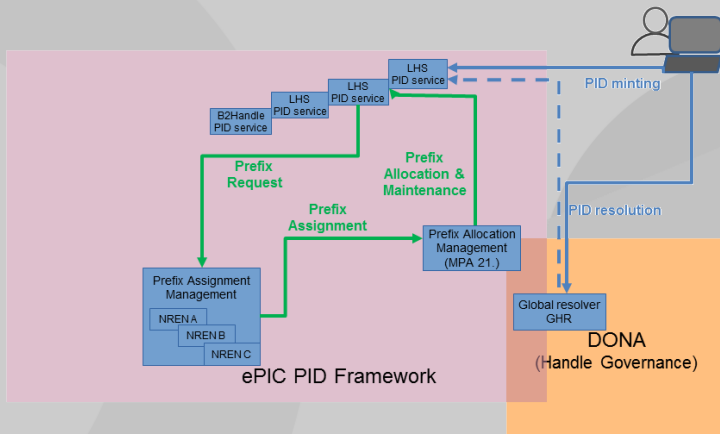 LHS
PID service
LHS
PID service
LHS
PID service
B2Handle
PID service
PID minting
Prefix
Request
Prefix
Allocation &
Maintenance
Prefix
Assignment
PID resolution
Prefix Allocation
Management
(MPA 21.)
Prefix Assignment
Management
NREN A
NREN B
NREN C
Global resolver
GHR
DONA
(Handle Governance)
ePIC PID Framework